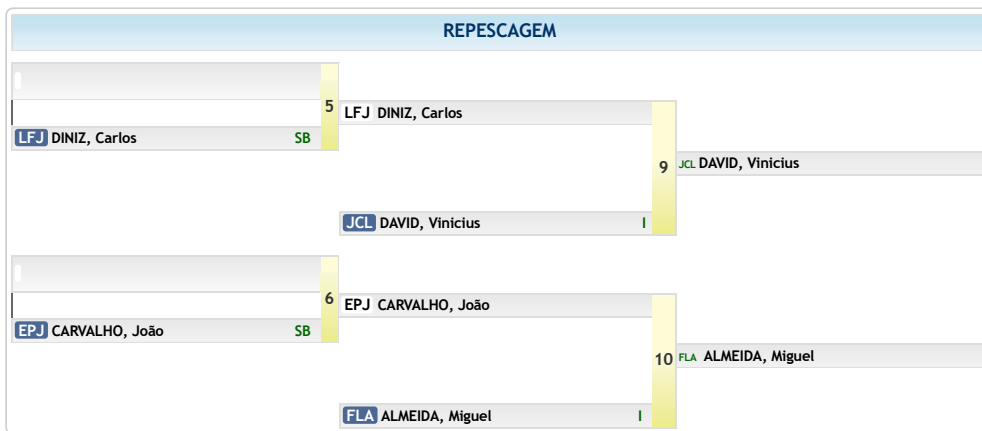 REPESCAGEM
5
LFJ DINIZ, Carlos SB
LFJ DINIZ, Carlos
9
JCL DAVID, Vinicius
JCL DAVID, Vinicius I
6
EPJ CARVALHO, João SB
EPJ CARVALHO, João
10
FLA ALMEIDA, Miguel
FLA ALMEIDA, Miguel I